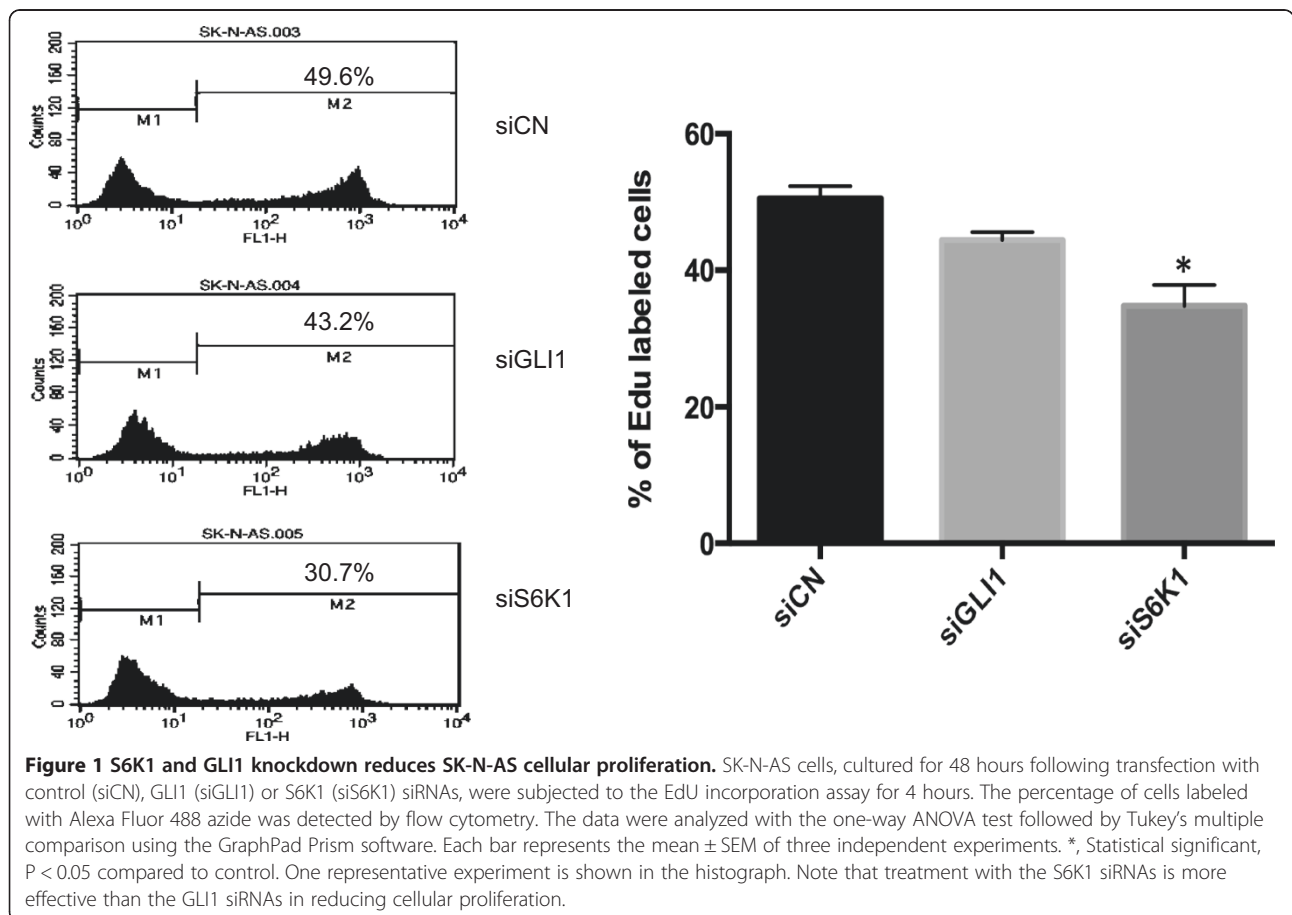 SK-N-AS.003
200
160
120
80
40
0
Counts
M1
49.6%
M2
10^0 10^1 10^2 10^3 10^4
FL1-H
siCN
SK-N-AS.004
200
160
120
80
40
0
Counts
M1
43.2%
M2
10^0 10^1 10^2 10^3 10^4
FL1-H
siGLI1
SK-N-AS.005
200
160
120
80
40
0
Counts
M1
30.7%
M2
10^0 10^1 10^2 10^3 10^4
FL1-H
siS6K1
% of Edu labeled cells
60
40
20
0
*
siCN
siGLI1
siS6K1
Figure 1 S6K1 and GLI1 knockdown reduces SK-N-AS cellular proliferation. SK-N-AS cells, cultured for 48 hours following transfection with
control (siCN), GLI1 (siGLI1) or S6K1 (siS6K1) siRNAs, were subjected to the EdU incorporation assay for 4 hours. The percentage of cells labeled
with Alexa Fluor 488 azide was detected by flow cytometry. The data were analyzed with the one-way ANOVA test followed by Tukey's multiple
comparison using the GraphPad Prism software. Each bar represents the mean ± SEM of three independent experiments. *, Statistical significant,
P < 0.05 compared to control. One representative experiment is shown in the histograph. Note that treatment with the S6K1 siRNAs is more
effective than the GLI1 siRNAs in reducing cellular proliferation.